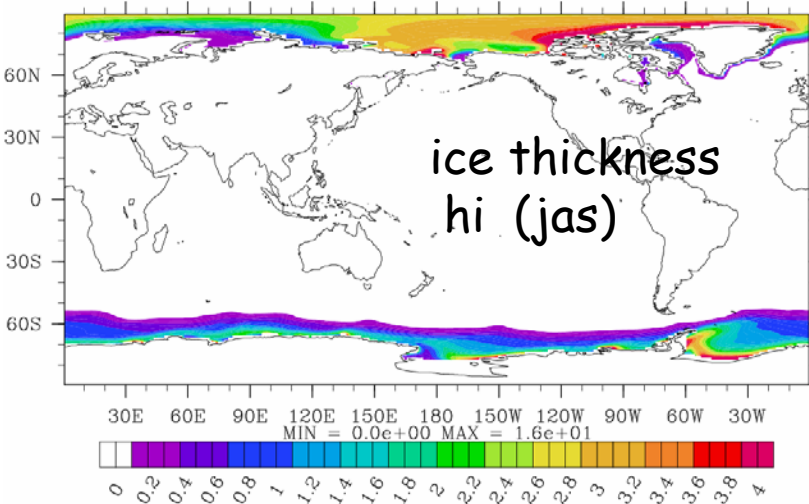 60N
30N
ice thickness
hi (jas)
0
30S
60S
30E 60E 90E 120E 150E 180 150W 120W 90W 60W 30W
MIN = 0.0e+00 MAX = 1.6e+01
0 0.2 0.4 0.6 0.8 1 1.2 1.4 1.6 1.8 2 2.2 2.4 2.6 2.8 3 3.2 3.4 3.6 3.8 4